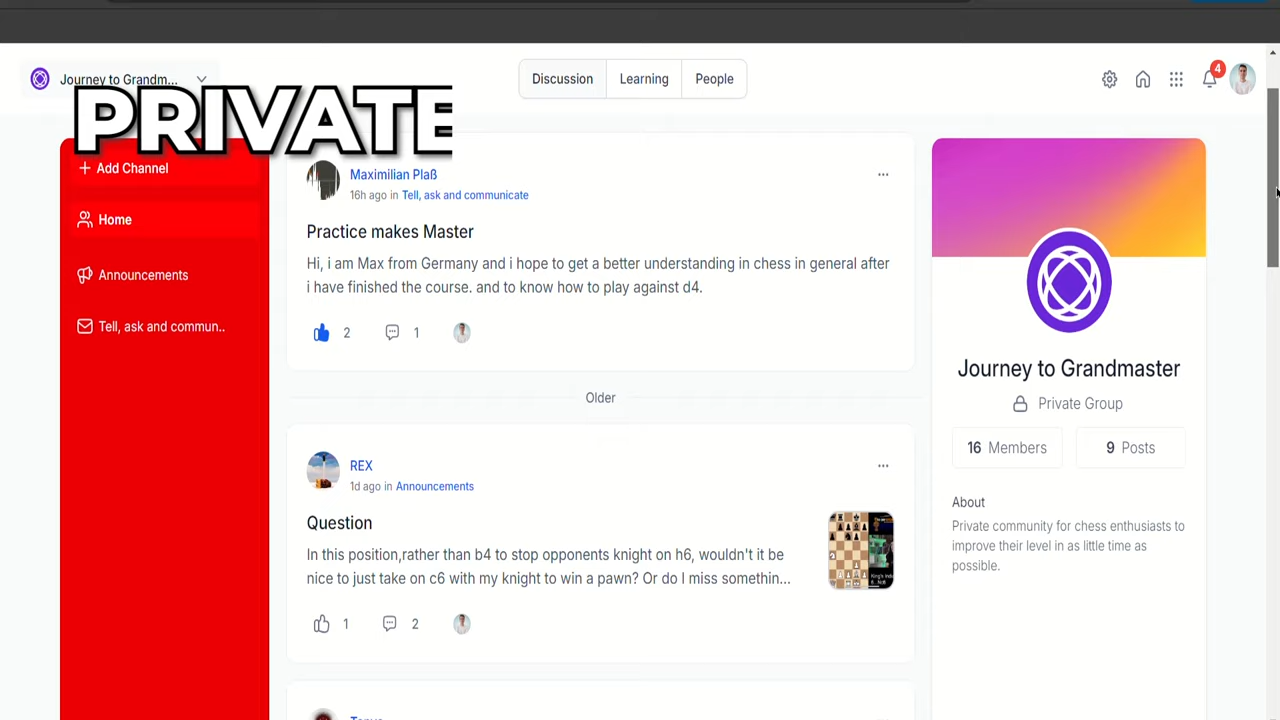 Journey to Grandm...
Discussion
Learning
People
4
PRIVATE
Add Channel
Home
Announcements
Tell, ask and commun..
Maximilian Plaß
16h ago in Tell, ask and communicate
Practice makes Master
Hi, i am Max from Germany and i hope to get a better understanding in chess in general after
i have finished the course. and to know how to play against d4.
2
1
Older
REX
1d ago in Announcements
Question
In this position,rather than b4 to stop opponents knight on h6, wouldn't it be
nice to just take on c6 with my knight to win a pawn? Or do I miss somethin...
1
2
Journey to Grandmaster
Private Group
16 Members
9 Posts
About
Private community for chess enthusiasts to
improve their level in as little time as
possible.